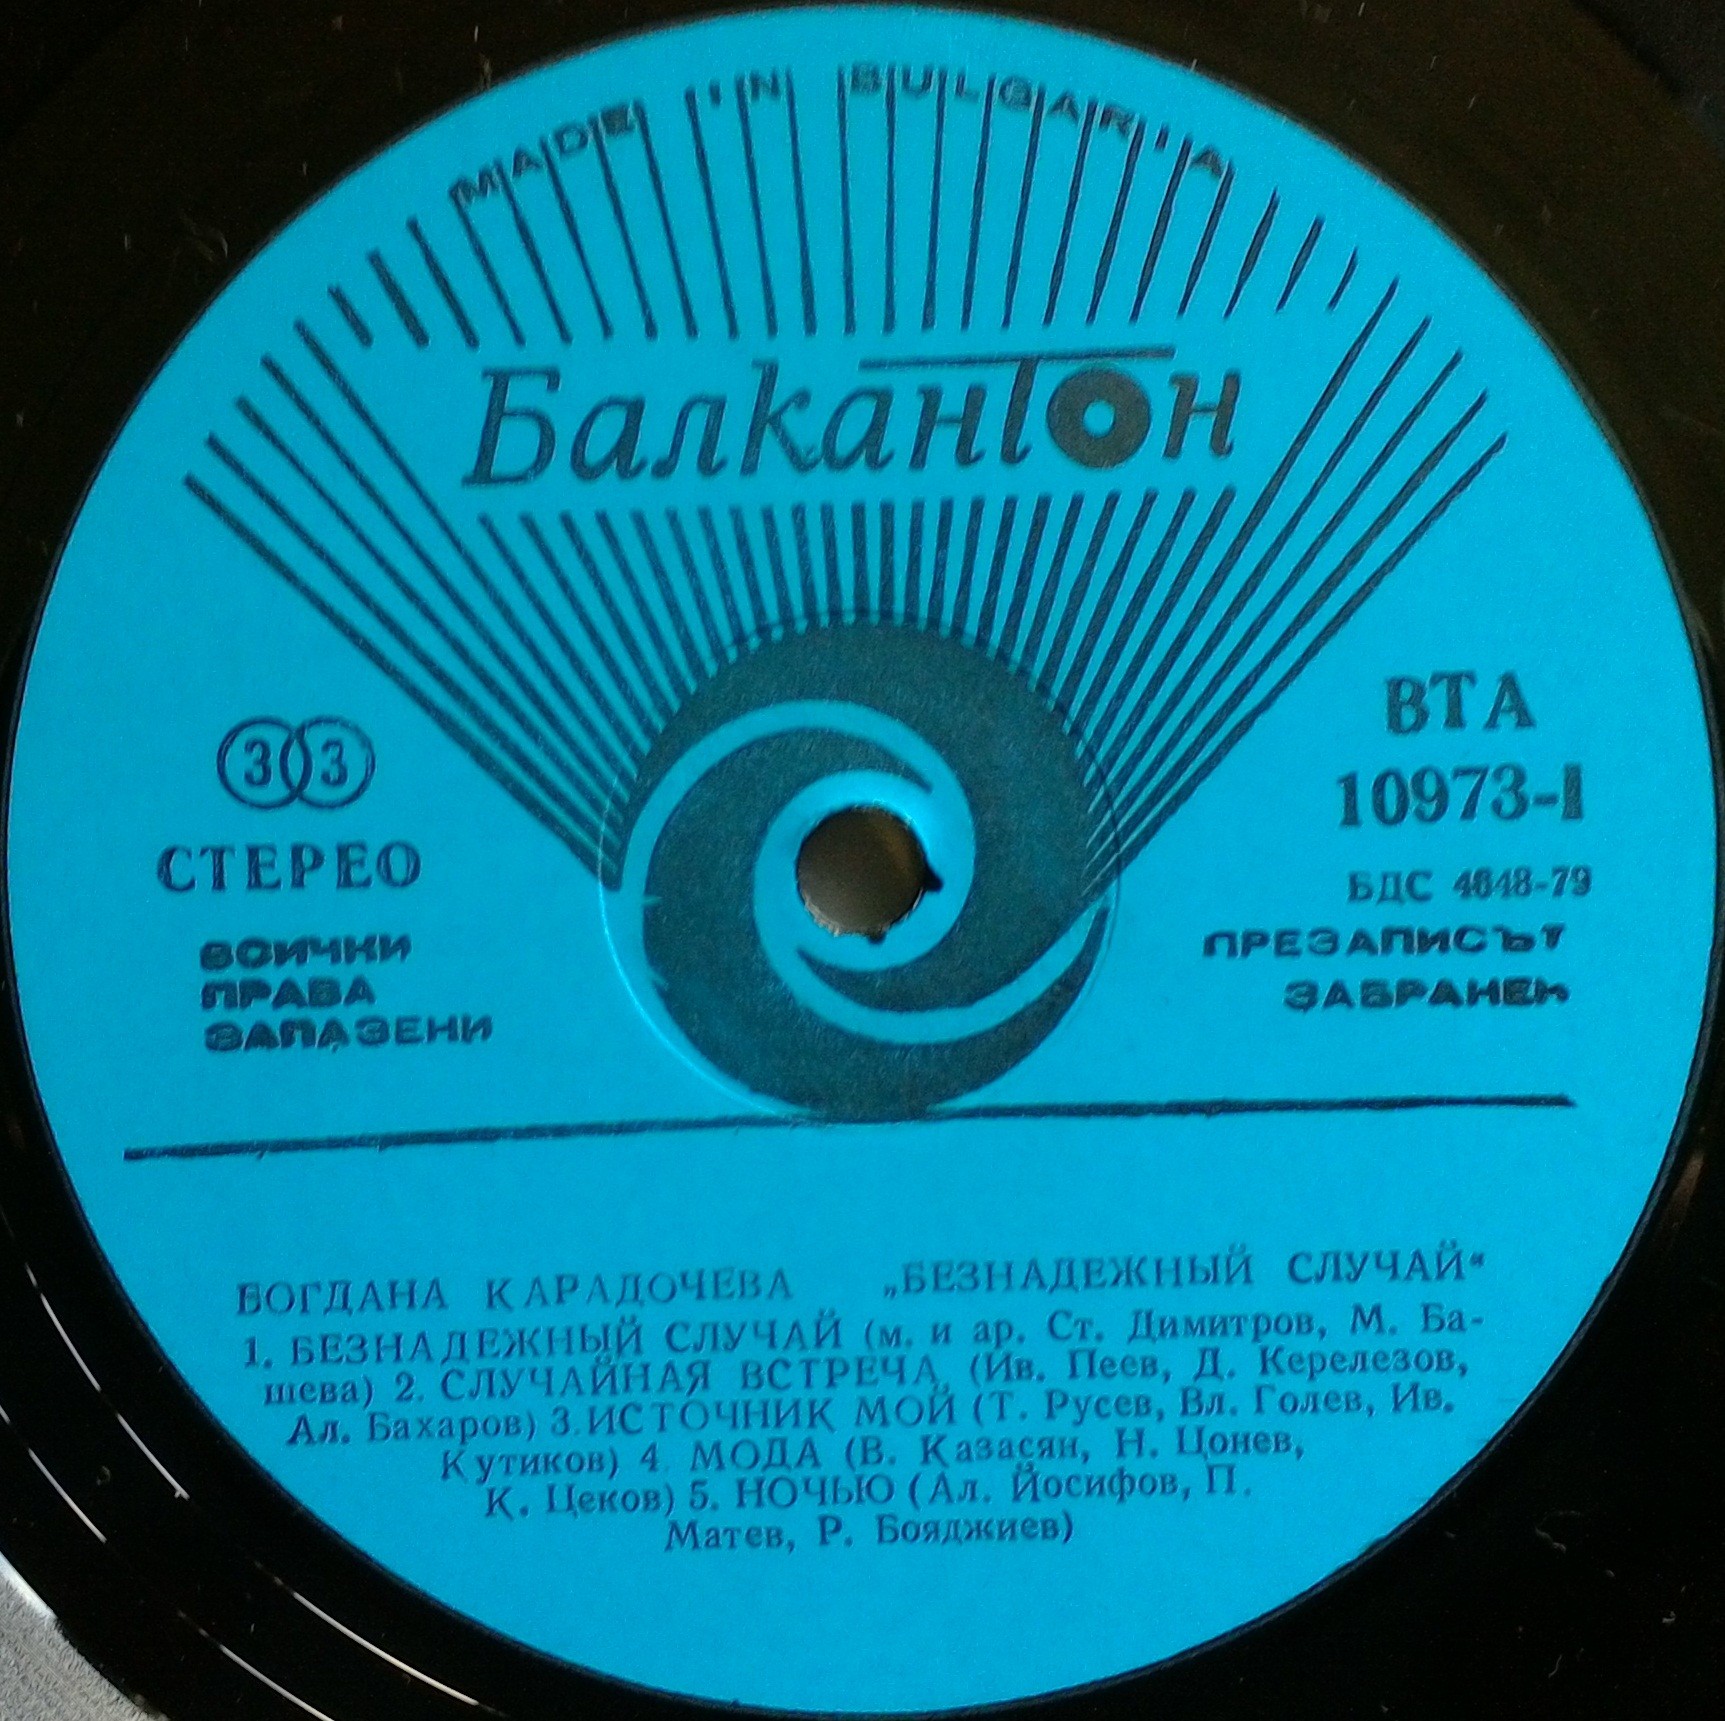 MADE IN BULGARIA
Балкантон
33
СТЕРЕО
ВСИЧКИ
ПРАВА
ЗАПАЗЕНИ
ВТА
10973-I
БДС 4648-79
ПРЕЗАПИСЪТ
ЗАБРАНЕН
БОГДАНА КАРАДОЧЕВА „БЕЗНАДЕЖНЫЙ СЛУЧАЙ“
1. БЕЗНАДЕЖНЫЙ СЛУЧАЙ (м. и ар. Ст. Димитров, М. Ба-
шева) 2. СЛУЧАЙНАЯ ВСТРЕЧА (Ив. Пеев, Д. Керелезов,
Ал. Бахаров) 3.ИСТОЧНИК МОЙ (Т. Русев, Вл. Голев, Ив.
Кутиков) 4. МОДА (В. Казасян, Н. Цонев,
К. Цеков) 5. НОЧЬЮ (Ал. Йосифов, П.
Матев, Р. Бояджиев)